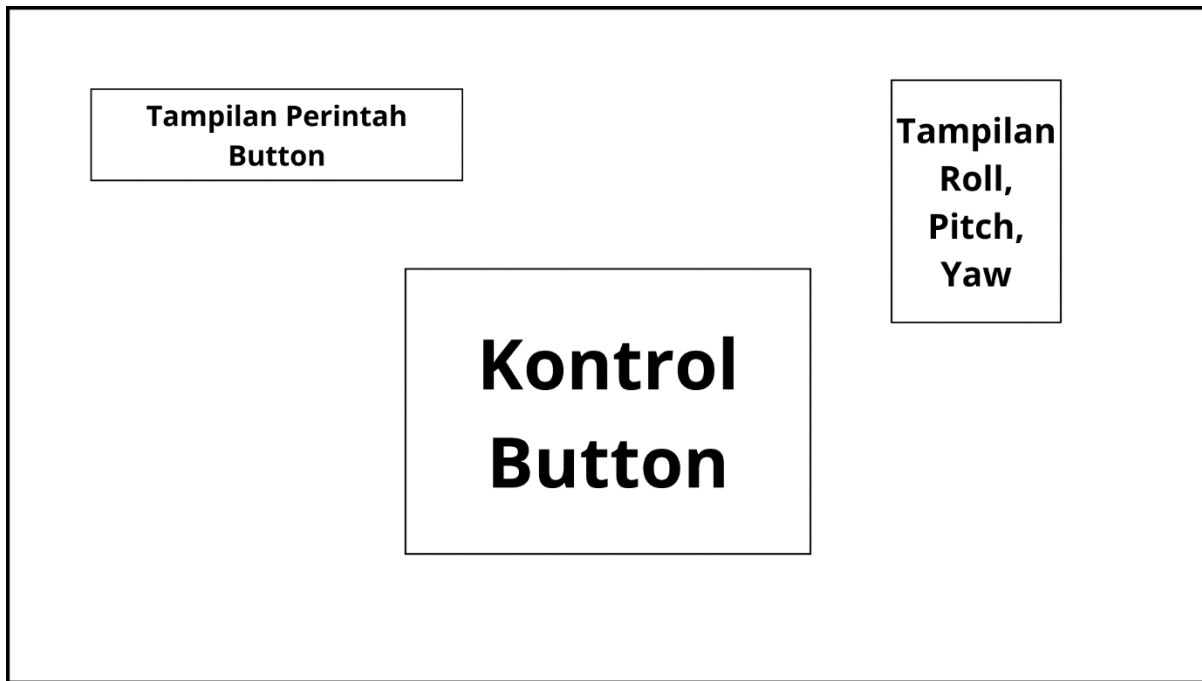 Tampilan Perintah
Button
Tampilan
Roll,
Pitch,
Yaw
Kontrol
Button